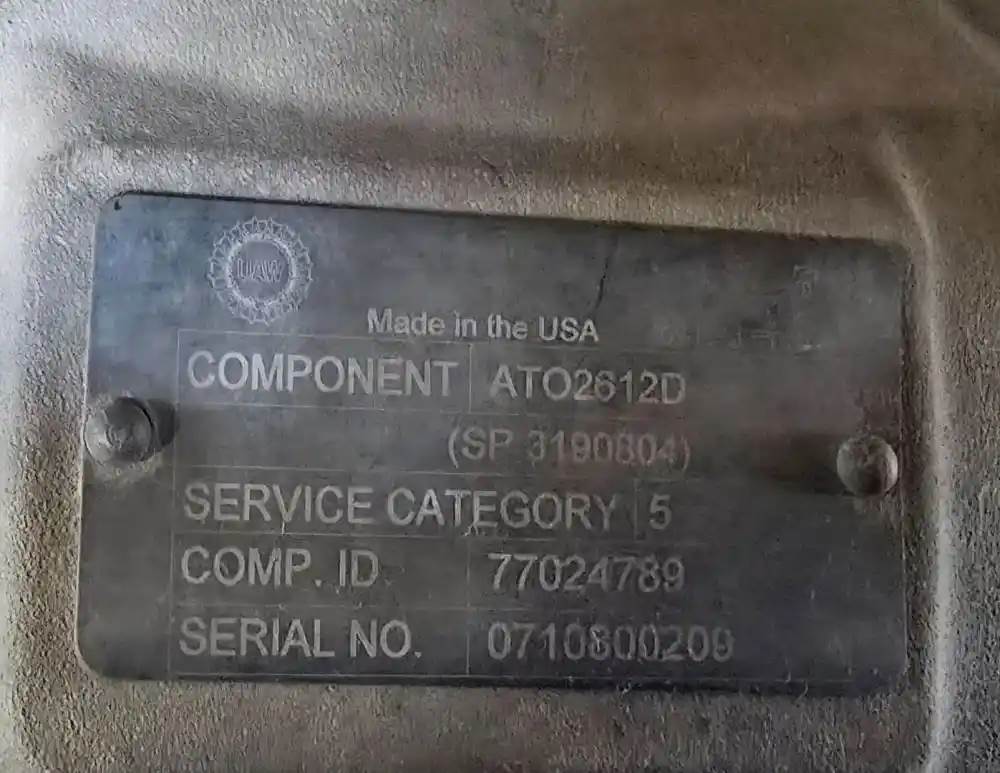 UAW
Made in the USA
COMPONENT ATO2612D
(SP 3190804)
SERVICE CATEGORY 5
COMP. ID 77024789
SERIAL NO. 0710800209